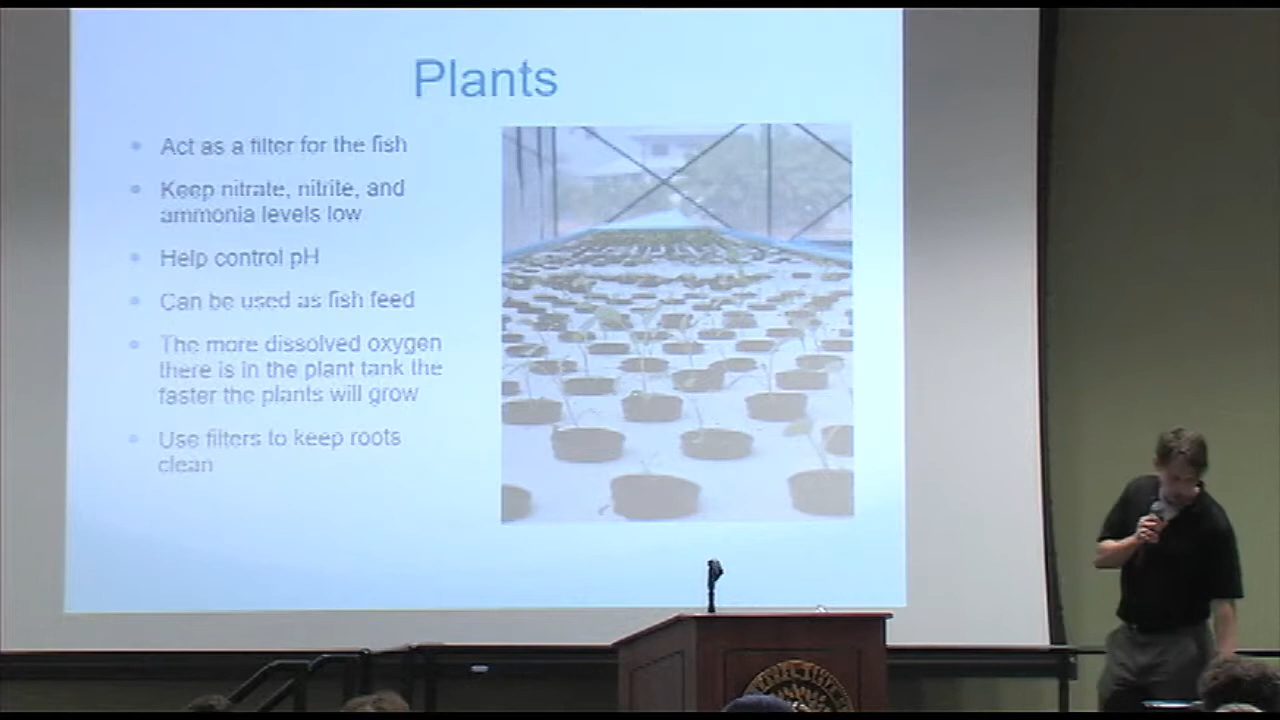 Plants
Act as a filter for the fish
Keep nitrate, nitrite, and
ammonia levels low
Help control pH
Can be used as fish feed
The more dissolved oxygen
there is in the plant tank the
faster the plants will grow
Use filters to keep roots
clean